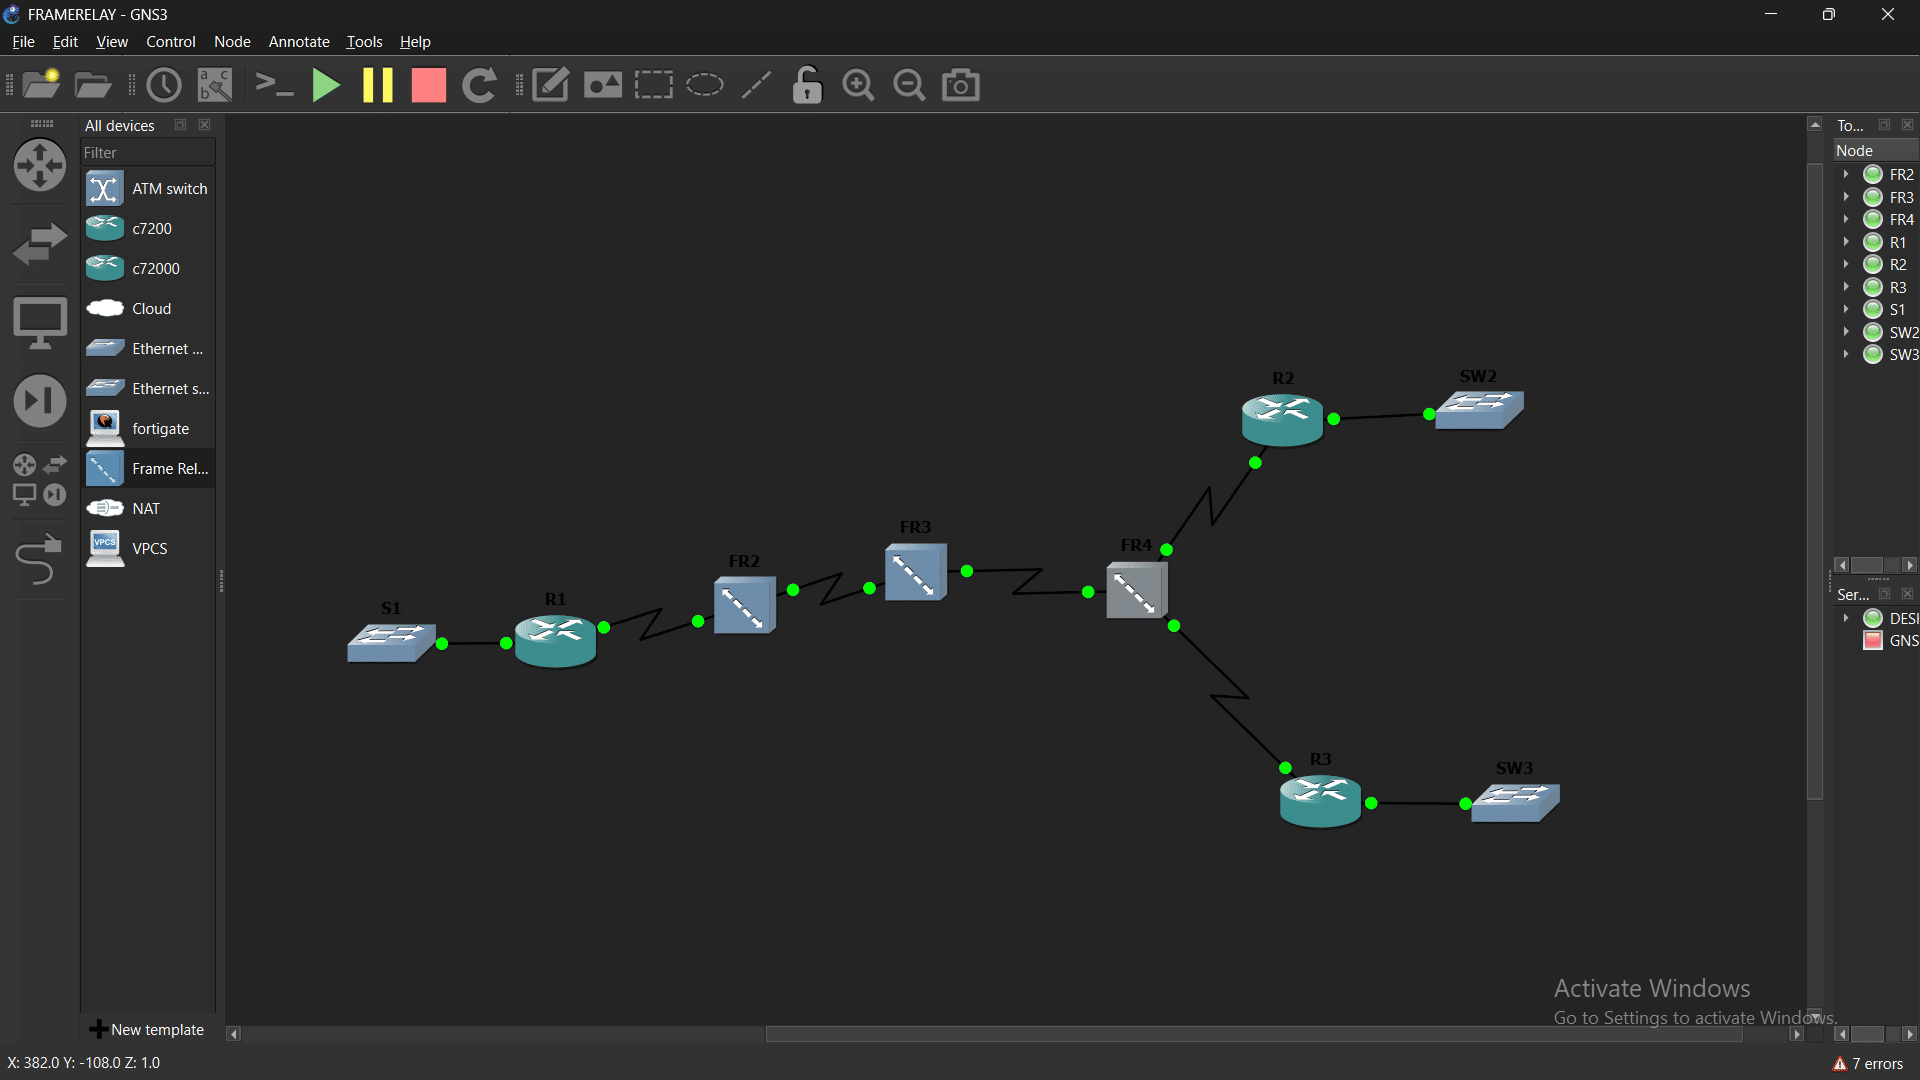 FRAMERELAY - GNS3
File Edit View Control Node Annotate Tools Help
a c
b
All devices
Filter
ATM switch
c7200
c72000
Cloud
Ethernet ...
Ethernet s...
fortigate
Frame Rel...
NAT
VPCS
VPCS
New template
S1
R1
FR2
FR3
FR4
R2
SW2
R3
SW3
To...
Node
FR2
FR3
FR4
R1
R2
R3
S1
SW2
SW3
Ser...
DESI
GNS
Activate Windows
Go to Settings to activate Windows.
X: 382.0 Y: -108.0 Z: 1.0
7 errors